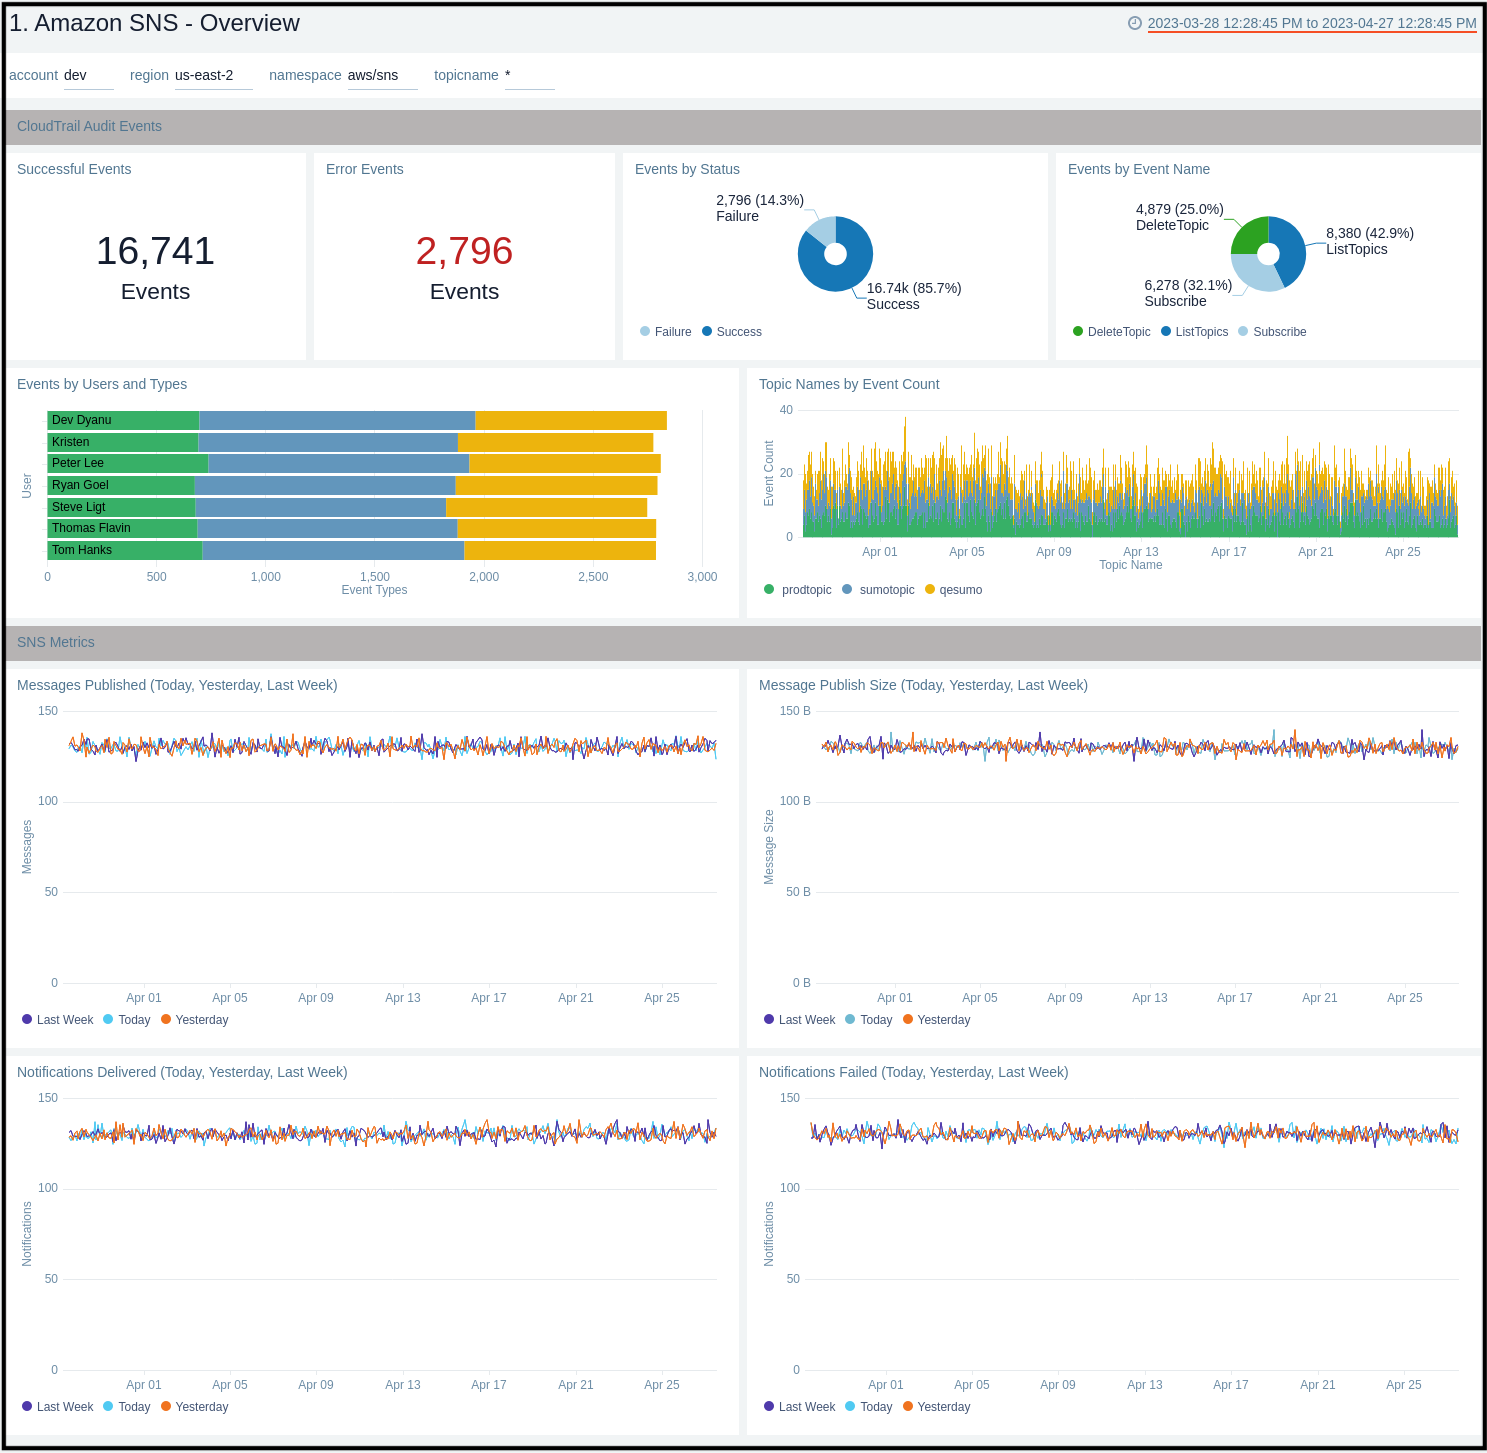 1. Amazon SNS - Overview
2023-03-28 12:28:45 PM to 2023-04-27 12:28:45 PM
account dev region us-east-2 namespace aws/sns topicname *
CloudTrail Audit Events
Successful Events
16,741
Events
Error Events
2,796
Events
Events by Status
2,796 (14.3%)
Failure
16.74k (85.7%)
Success
Failure Success
Events by Event Name
4,879 (25.0%)
DeleteTopic
8,380 (42.9%)
ListTopics
6,278 (32.1%)
Subscribe
DeleteTopic ListTopics Subscribe
Events by Users and Types
User
Dev Dyanu
Kristen
Peter Lee
Ryan Goel
Steve Ligt
Thomas Flavin
Tom Hanks
0 500 1,000 1,500 2,000 2,500 3,000
Event Types
Topic Names by Event Count
Event Count
40
20
0
Apr 01 Apr 05 Apr 09 Apr 13 Apr 17 Apr 21 Apr 25
Topic Name
prodtopic sumotopic qesumo
SNS Metrics
Messages Published (Today, Yesterday, Last Week)
Messages
150
100
50
0
Apr 01 Apr 05 Apr 09 Apr 13 Apr 17 Apr 21 Apr 25
Last Week Today Yesterday
Message Publish Size (Today, Yesterday, Last Week)
Message Size
150 B
100 B
50 B
0 B
Apr 01 Apr 05 Apr 09 Apr 13 Apr 17 Apr 21 Apr 25
Last Week Today Yesterday
Notifications Delivered (Today, Yesterday, Last Week)
Notifications
150
100
50
0
Apr 01 Apr 05 Apr 09 Apr 13 Apr 17 Apr 21 Apr 25
Last Week Today Yesterday
Notifications Failed (Today, Yesterday, Last Week)
Notifications
150
100
50
0
Apr 01 Apr 05 Apr 09 Apr 13 Apr 17 Apr 21 Apr 25
Last Week Today Yesterday